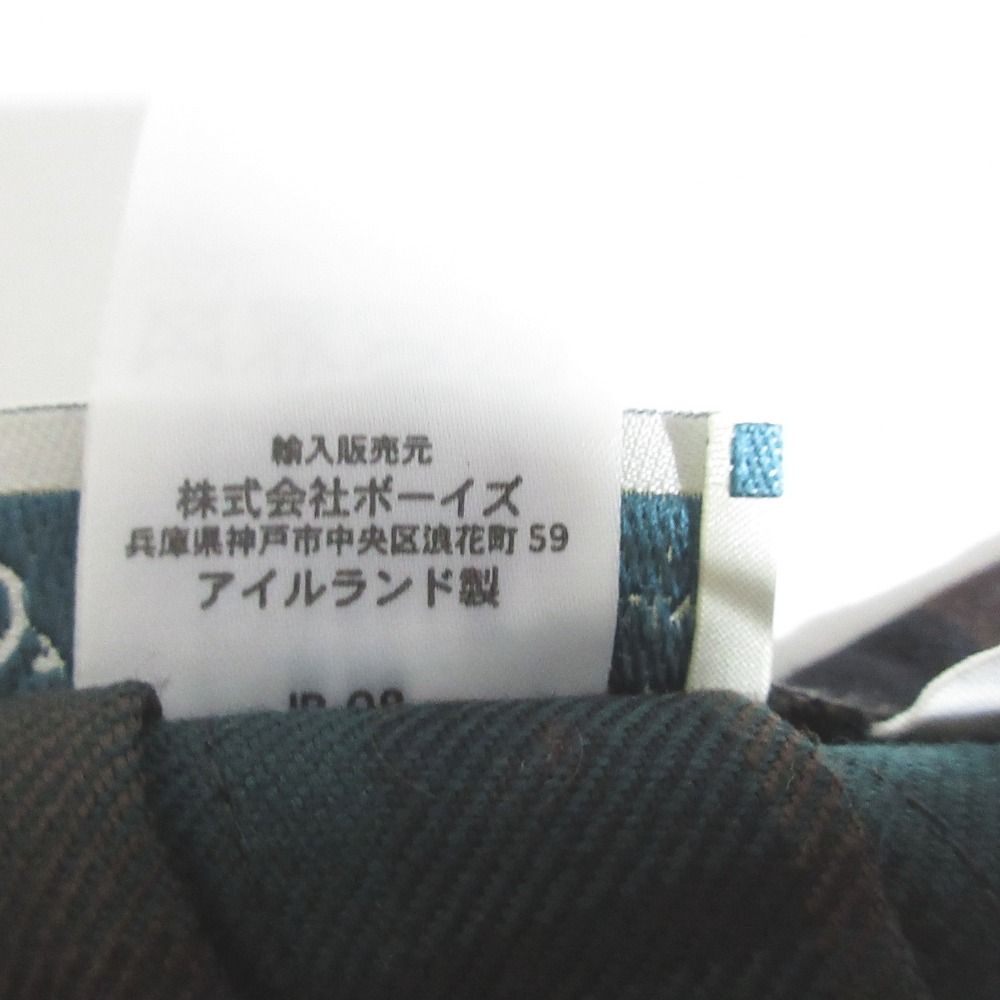 輸入販売元
株式会社ボーイズ
兵庫県神戸市中央区浪花町 59
アイルランド製